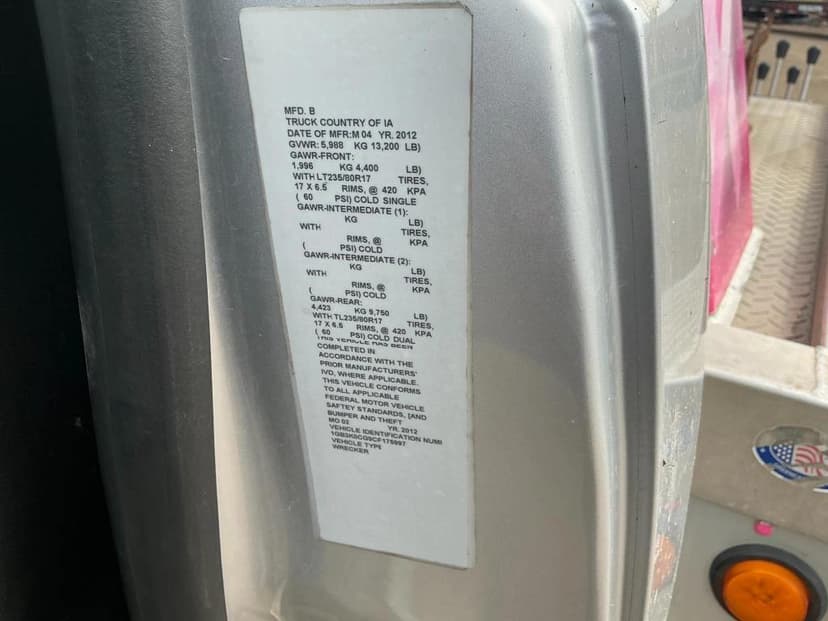 MFD. B
TRUCK COUNTRY OF IA
DATE OF MFR:M 04 YR. 2012
GVWR: 5,988 KG 13,200 LB)
GAWR-FRONT:
1,996 KG 4,400 LB)
WITH LT235/80R17 TIRES,
17 X 6.5 RIMS, @ 420 KPA
( 60 PSI) COLD SINGLE
GAWR-INTERMEDIATE (1):
KG LB)
WITH TIRES,
RIMS, @ KPA
( PSI) COLD
GAWR-INTERMEDIATE (2):
KG LB)
WITH TIRES,
RIMS, @ KPA
( PSI) COLD
GAWR-REAR:
4,423 KG 9,750 LB)
WITH TL235/80R17 TIRES,
17 X 6.5 RIMS, @ 420 KPA
( 60 PSI) COLD DUAL
THIS VEHICLE HAS BEEN
COMPLETED IN
ACCORDANCE WITH THE
PRIOR MANUFACTURERS'
IVD, WHERE APPLICABLE.
THIS VEHICLE CONFORMS
TO ALL APPLICABLE
FEDERAL MOTOR VEHICLE
SAFTEY STANDARDS, [AND
BUMPER AND THEFT
MO 02 YR. 2012
VEHICLE IDENTIFICATION NUMI
1GB3K0CG9CF175997
VEHICLE TYPE
WRECKER